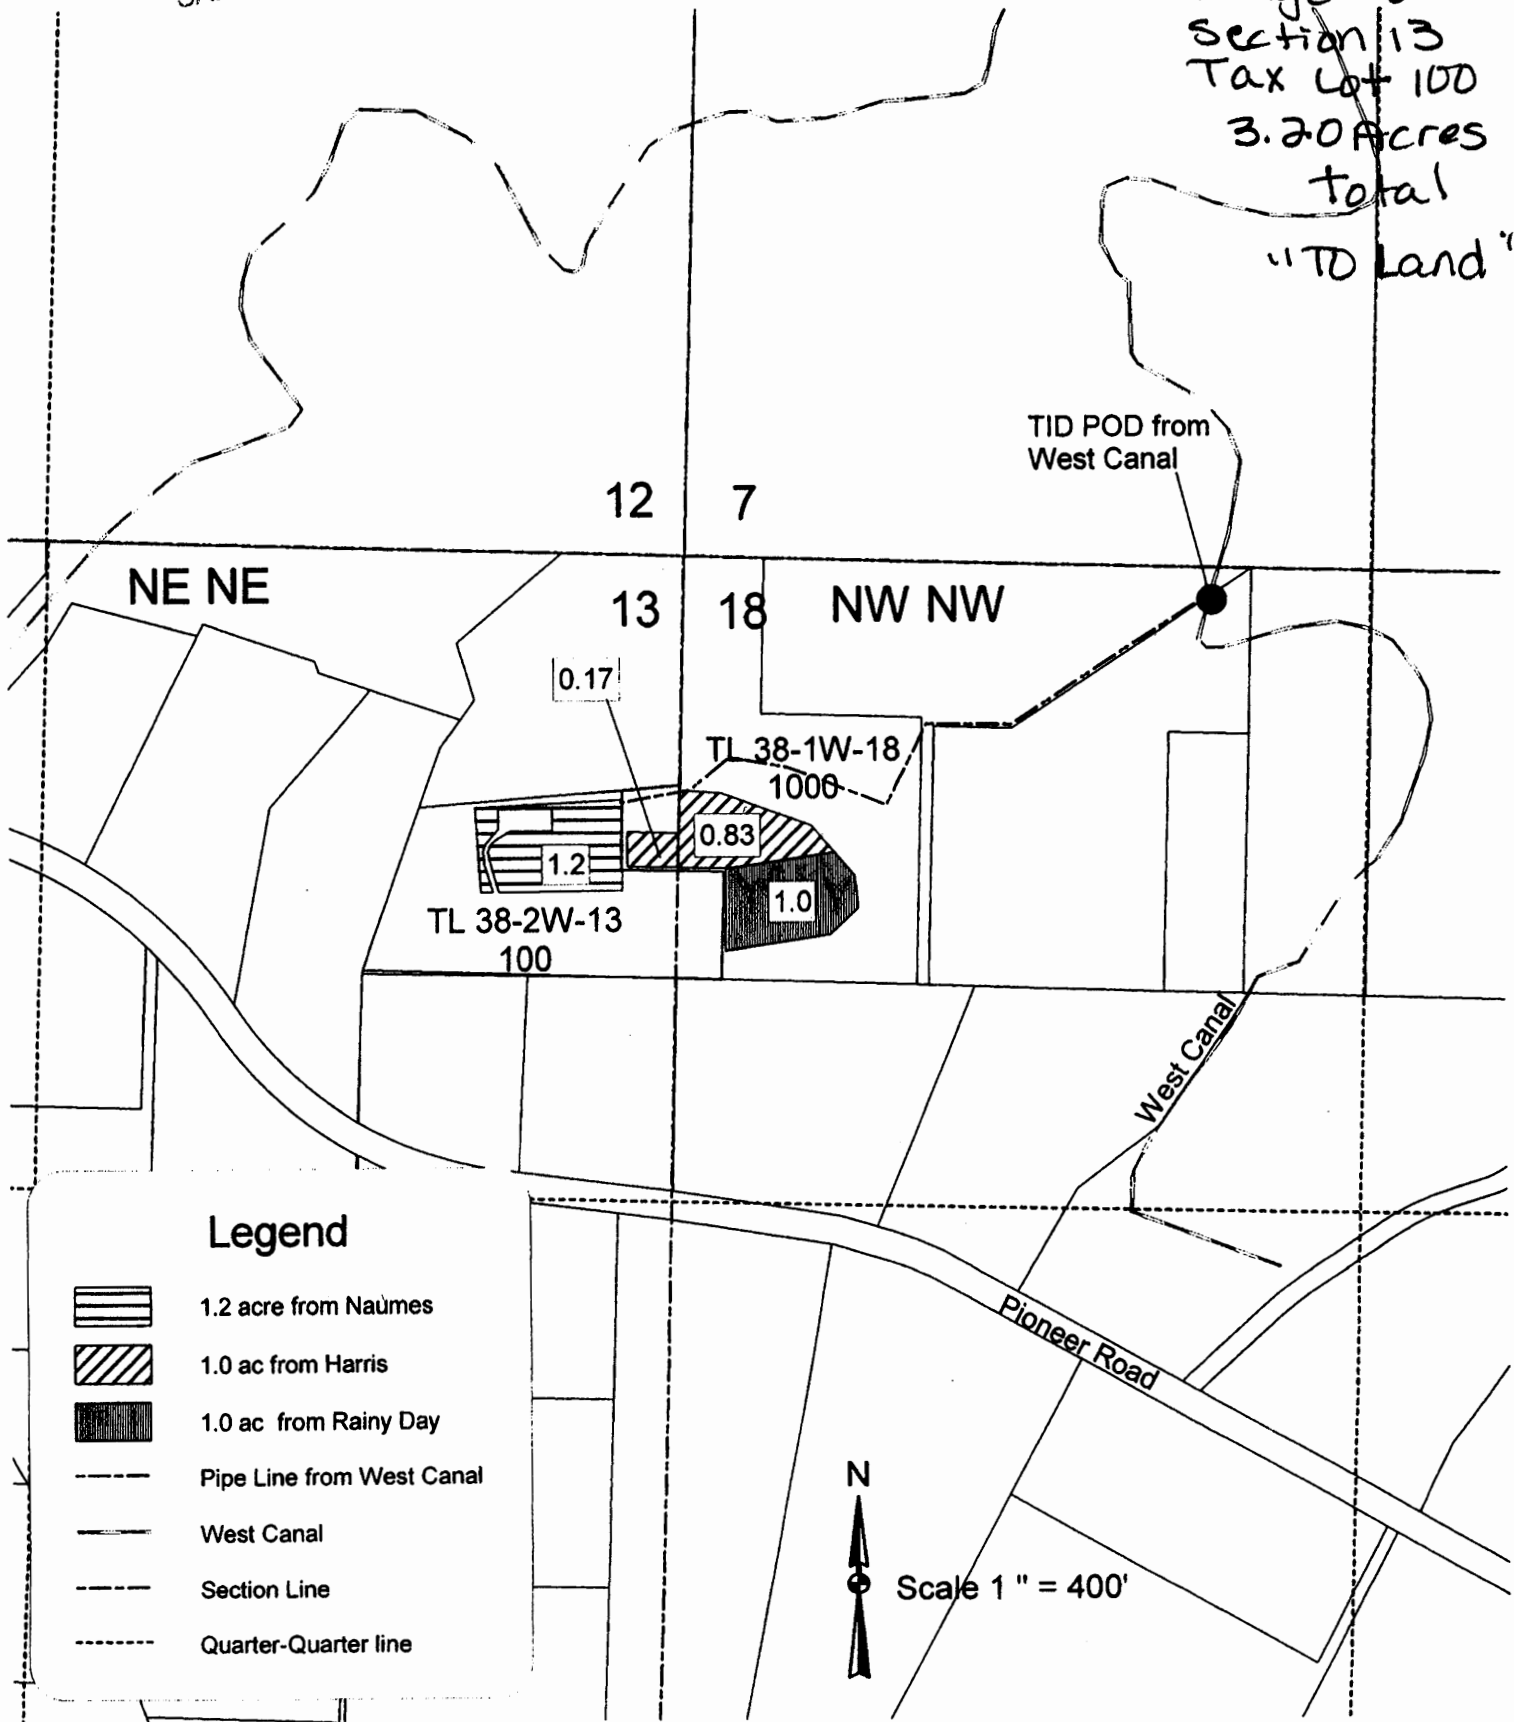 Section 13
Tax Lot 100
3.20 Acres
total
"TO Land"
TID POD from
West Canal
12
7
NE NE
13
18
NW NW
0.17
TL 38-1W-18
1000
0.83
1.2
1.0
TL 38-2W-13
100
West Canal
Pioneer Road
Legend
1.2 acre from Naumes
1.0 ac from Harris
1.0 ac from Rainy Day
Pipe Line from West Canal
West Canal
Section Line
Quarter-Quarter line
N
Scale 1 " = 400'